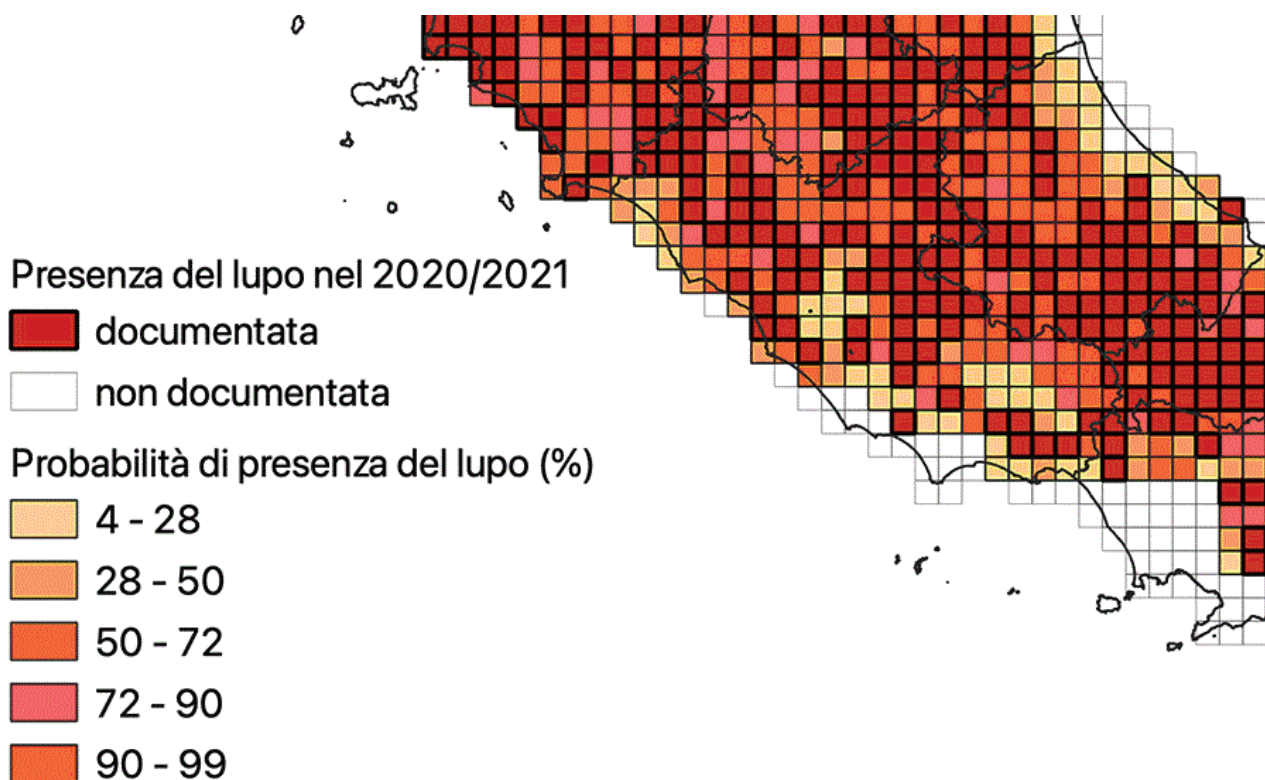 Presenza del lupo nel 2020/2021
documentata
non documentata
Probabilità di presenza del lupo (%)
4 - 28
28 - 50
50 - 72
72 - 90
90 - 99